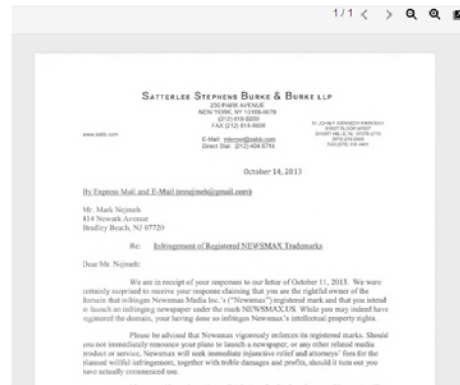 1/1
SATTERLEE STEPHENS BURKE & BURKE LLP
230 PARK AVENUE
NEW YORK, NY 10169-0079
(212) 818-9200
FAX (212) 818-9606
www.ssbb.com
E-Mail:
Direct Dial: (212) 404-8714
October 14, 2013
By Express Mail and E-Mail (mnejmeh@gmail.com)
Mr. Mark Nejmeh
414 Newark Avenue
Bradley Beach, NJ 07720
Re: Infringement of Registered NEWSMAX Trademarks
Dear Mr. Nejmeh:
We are in receipt of your responses to our letter of October 11, 2013. We were
certainly surprised to receive your response claiming that you are the rightful owner of the
domain that infringes Newsmax Media Inc.'s ("Newsmax") registered mark and that you intend
to launch an infringing newspaper under the mark NEWSMAX.US. While you may indeed have
registered the domain, your having done so infringes Newsmax's intellectual property rights.
Please be advised that Newsmax vigorously enforces its registered marks. Should
you not immediately renounce your plans to launch a newspaper, or any other related media
product or service, Newsmax will seek immediate injunctive relief and attorneys' fees for the
planned willful infringement, together with treble damages and profits, should it turn out you
have actually commenced use.